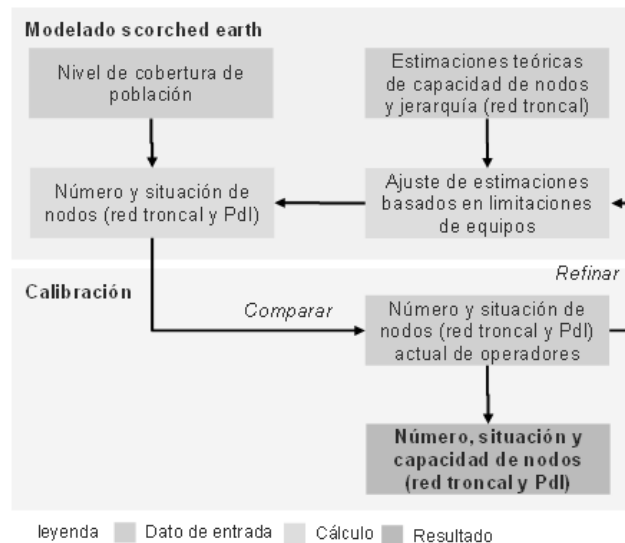 Modelado scorched earth
Nivel de cobertura de
población
Estimaciones teóricas
de capacidad de nodos
y jerarquía (red troncal)
Número y situación de
nodos (red troncal y PdI)
Ajuste de estimaciones
basados en limitaciones
de equipos
Refinar
Calibración
Comparar
Número y situación de
nodos (red troncal y PdI)
actual de operadores
Número, situación y
capacidad de nodos
(red troncal y PdI)
leyenda Dato de entrada Cálculo Resultado